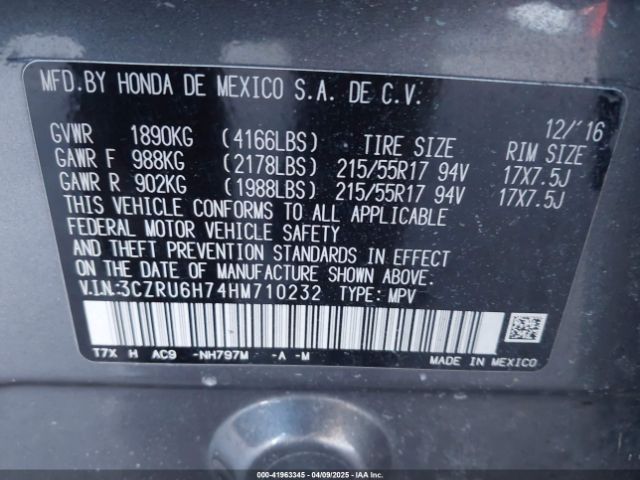 MFD.BY HONDA DE MEXICO S.A. DE C.V.
12/'16
GVWR 1890KG (4166LBS) TIRE SIZE RIM SIZE
GAWR F 988KG (2178LBS) 215/55R17 94V 17X7.5J
GAWR R 902KG (1988LBS) 215/55R17 94V 17X7.5J
THIS VEHICLE CONFORMS TO ALL APPLICABLE
FEDERAL MOTOR VEHICLE SAFETY
AND THEFT PREVENTION STANDARDS IN EFFECT
ON THE DATE OF MANUFACTURE SHOWN ABOVE.
V.I.N.:3CZRU6H74HM710232 TYPE: MPV
T7X H AC9 -NH797M -A -M
MADE IN MEXICO
000-41963345 - 04/09/2025 - IAAI.COM